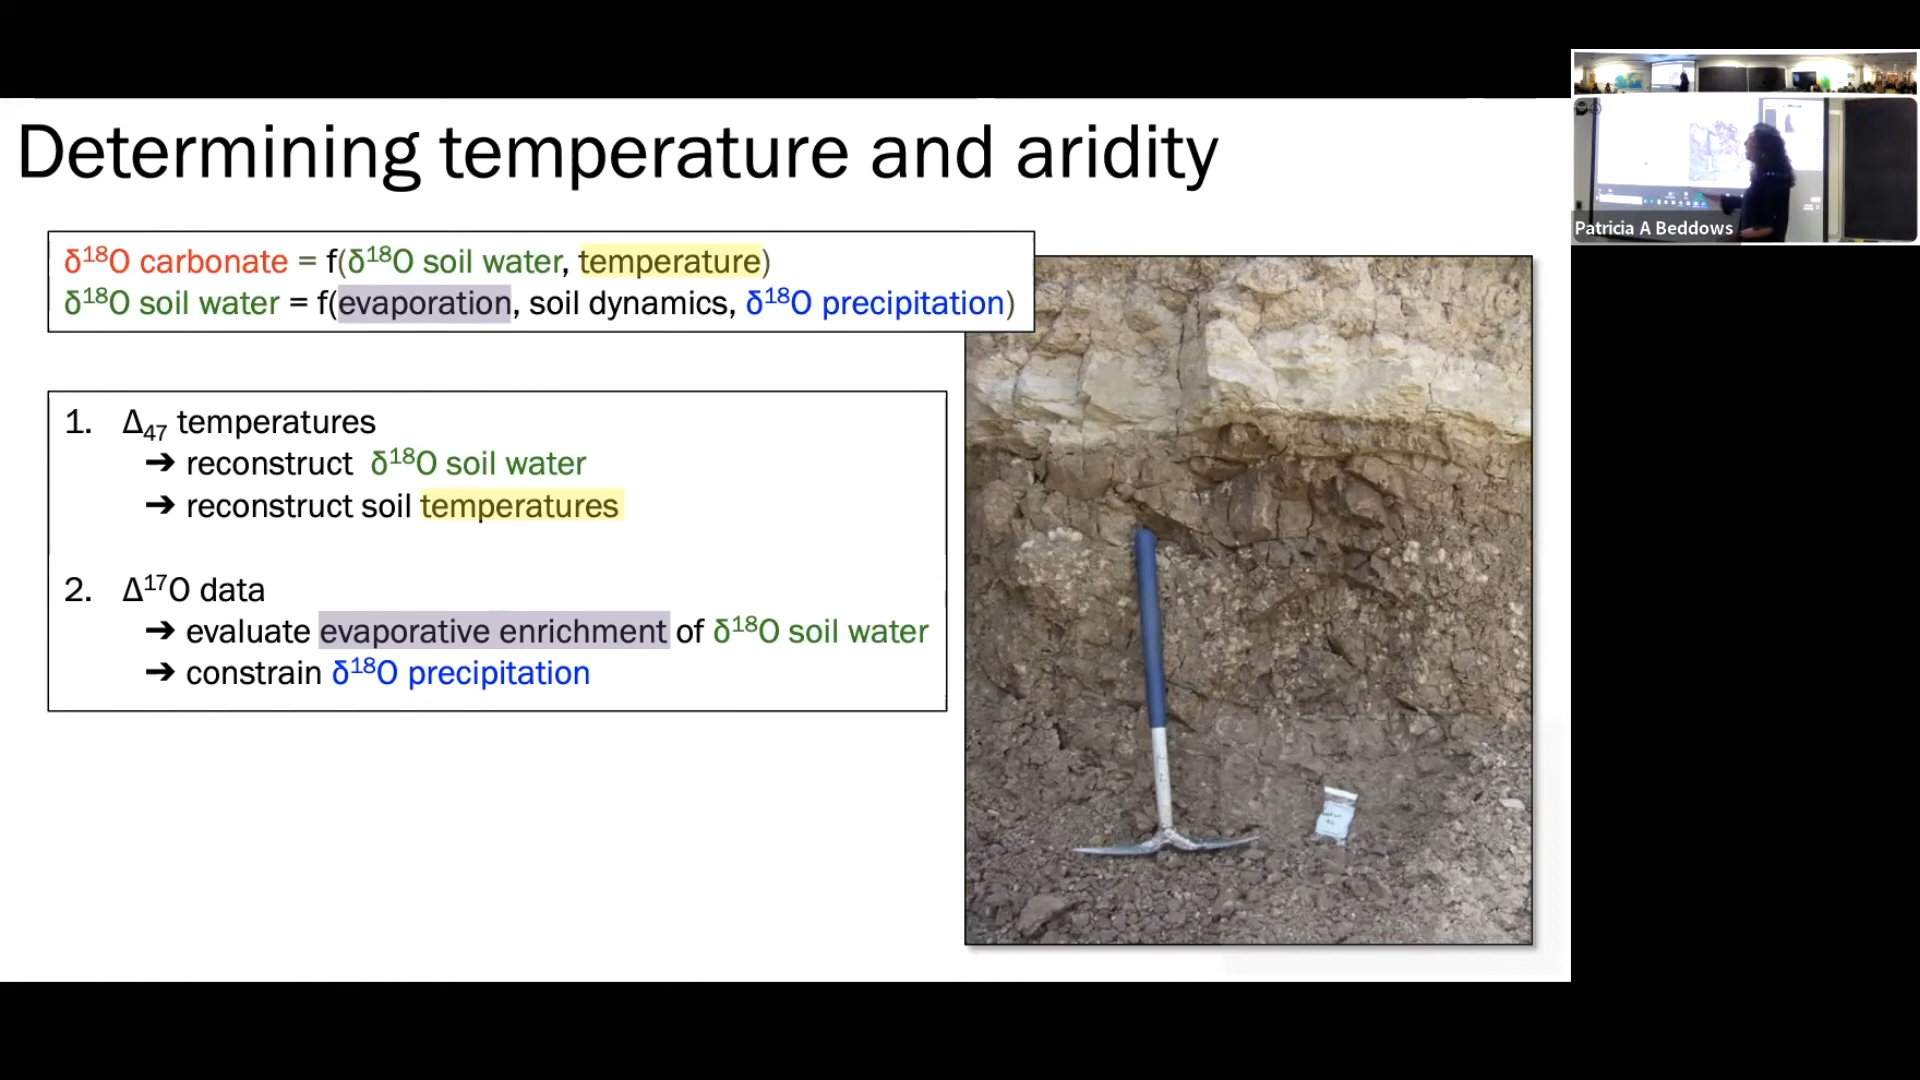 Determining temperature and aridity
δ¹⁸O carbonate = f(δ¹⁸O soil water, temperature)
δ¹⁸O soil water = f(evaporation, soil dynamics, δ¹⁸O precipitation)
1. Δ₄₇ temperatures
➔ reconstruct δ¹⁸O soil water
➔ reconstruct soil temperatures
2. Δ¹⁷O data
➔ evaluate evaporative enrichment of δ¹⁸O soil water
➔ constrain δ¹⁸O precipitation
Patricia A Beddows